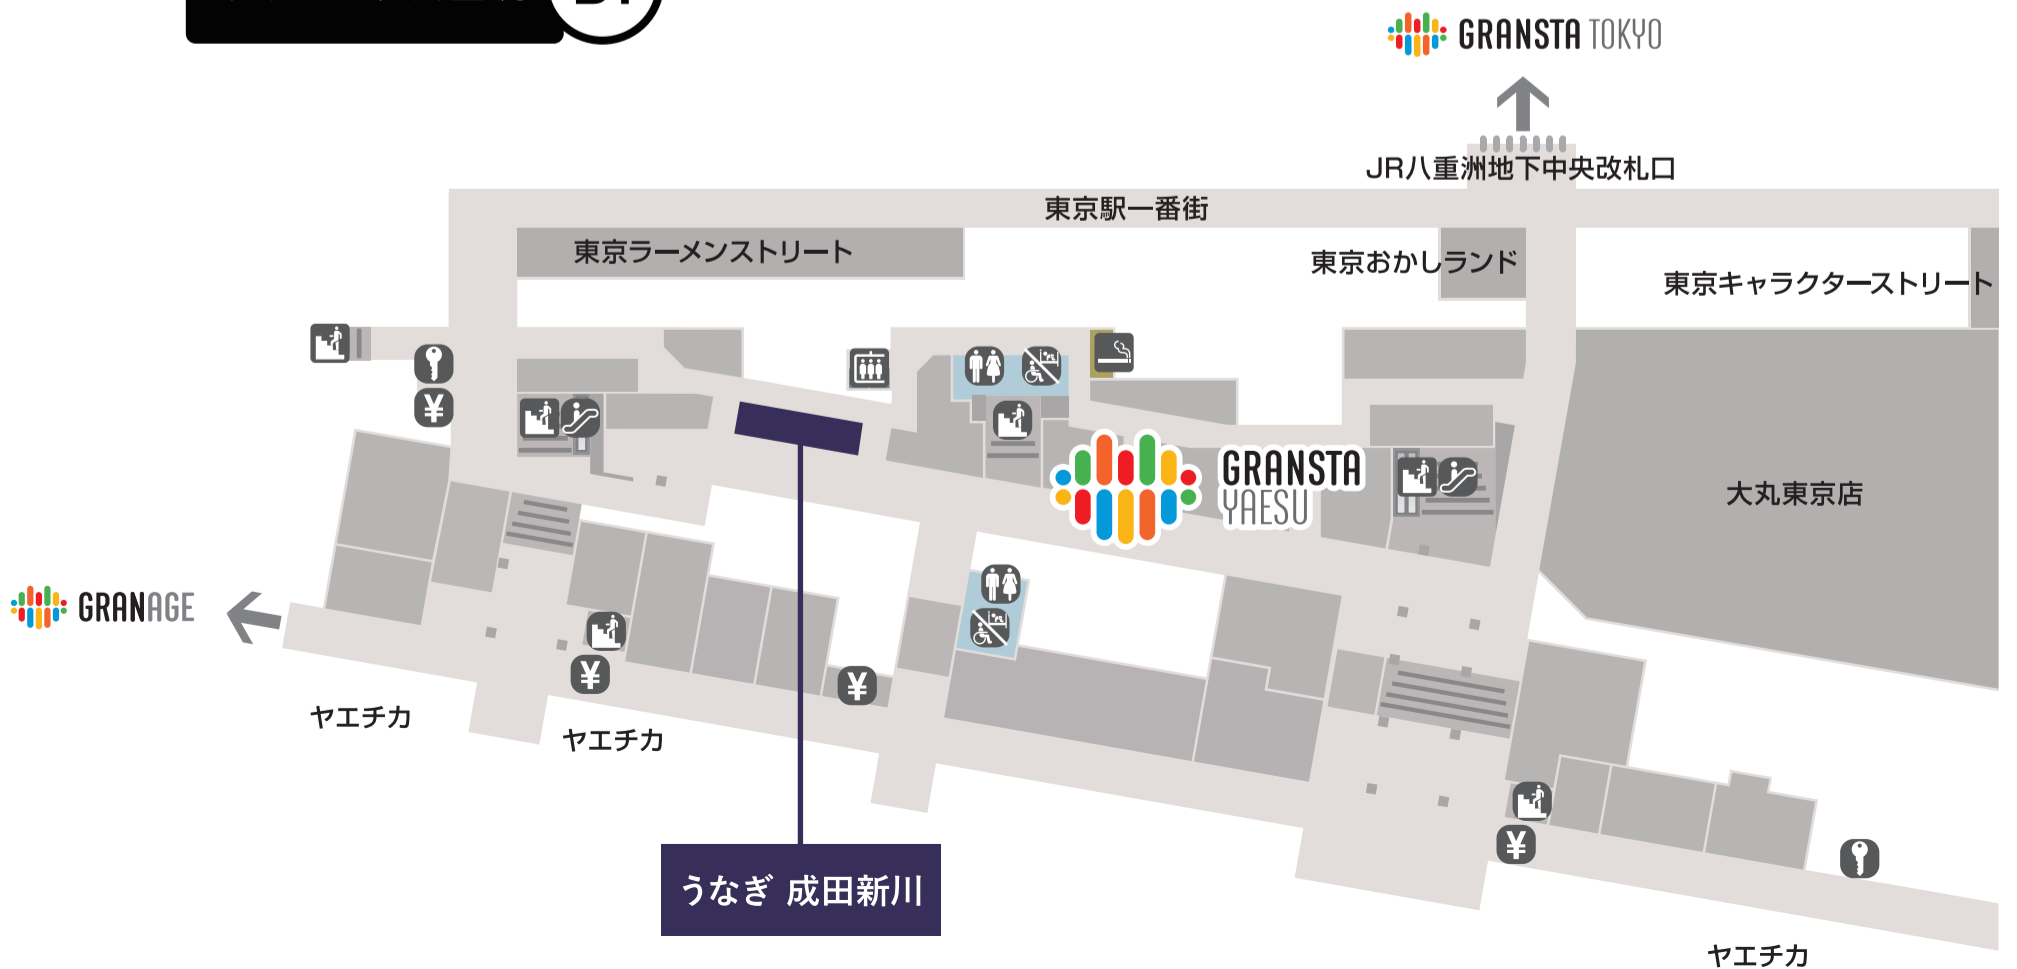 GRANSTA TOKYO
JR八重洲地下中央改札口
東京駅一番街
東京ラーメンストリート
東京おかしランド
東京キャラクターストリート
¥
GRANSTA
YAESU
大丸東京店
GRANAGE
¥
¥
ヤエチカ
ヤエチカ
¥
うなぎ 成田新川
ヤエチカ